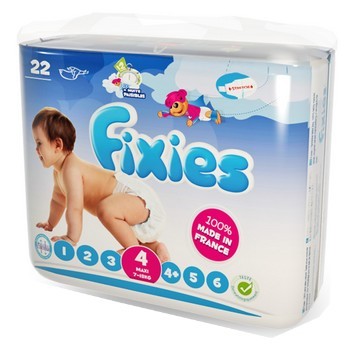 22
Fixies
100%
MADE IN
FRANCE
1 2 3 4 4+ 5 6
MAXI
7-18KG